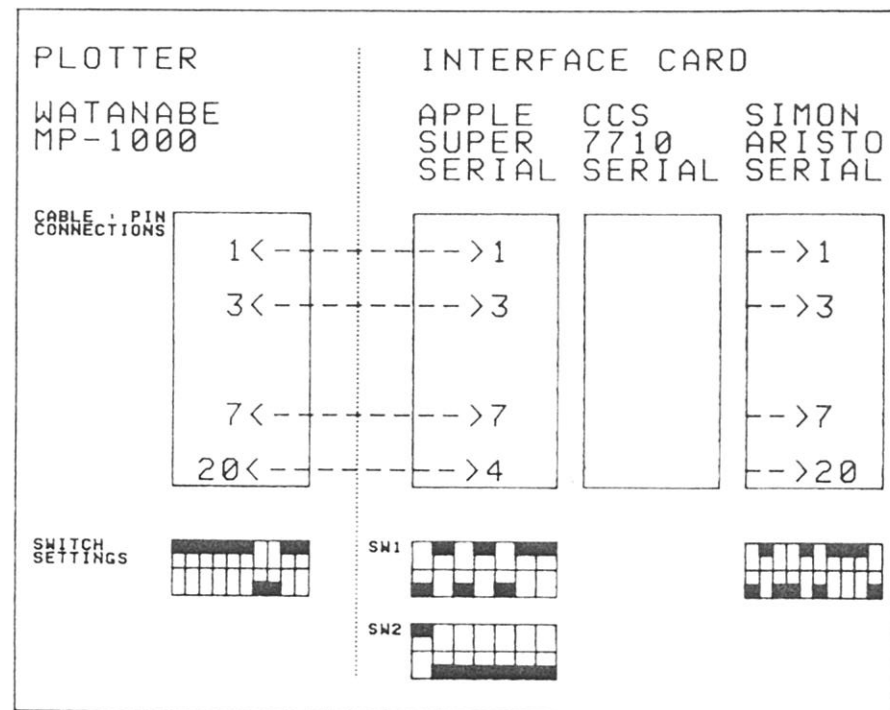 PLOTTER
INTERFACE CARD
WATANABE
MP-1000
APPLE
SUPER
SERIAL
CCS
7710
SERIAL
SIMON
ARISTO
SERIAL
CABLE : PIN
CONNECTIONS
1< - - - - - - - - >1
- - >1
3< - - - - - - - - >3
- - >3
7< - - - - - - - - >7
- - >7
20< - - - - - - - - >4
- - >20
SWITCH
SETTINGS
SW1
SW2